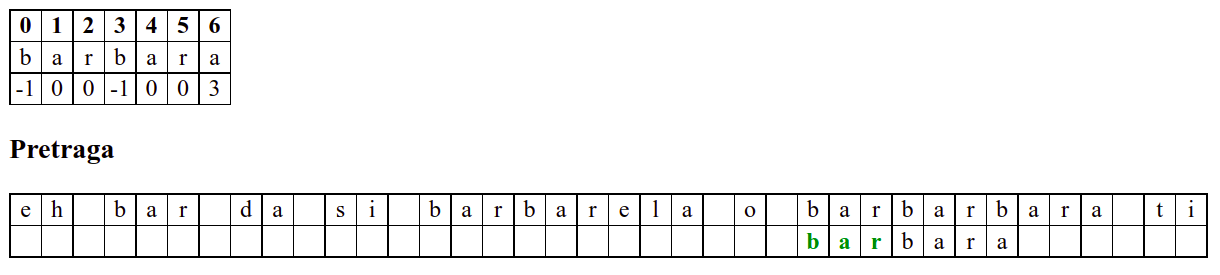 0 1 2 3 4 5 6
b a r b a r a
-1 0 0 -1 0 0 3
Pretraga
e h b a r d a s i b a r b a r e l a o b a r b a r b a r a t i
b a r b a r a